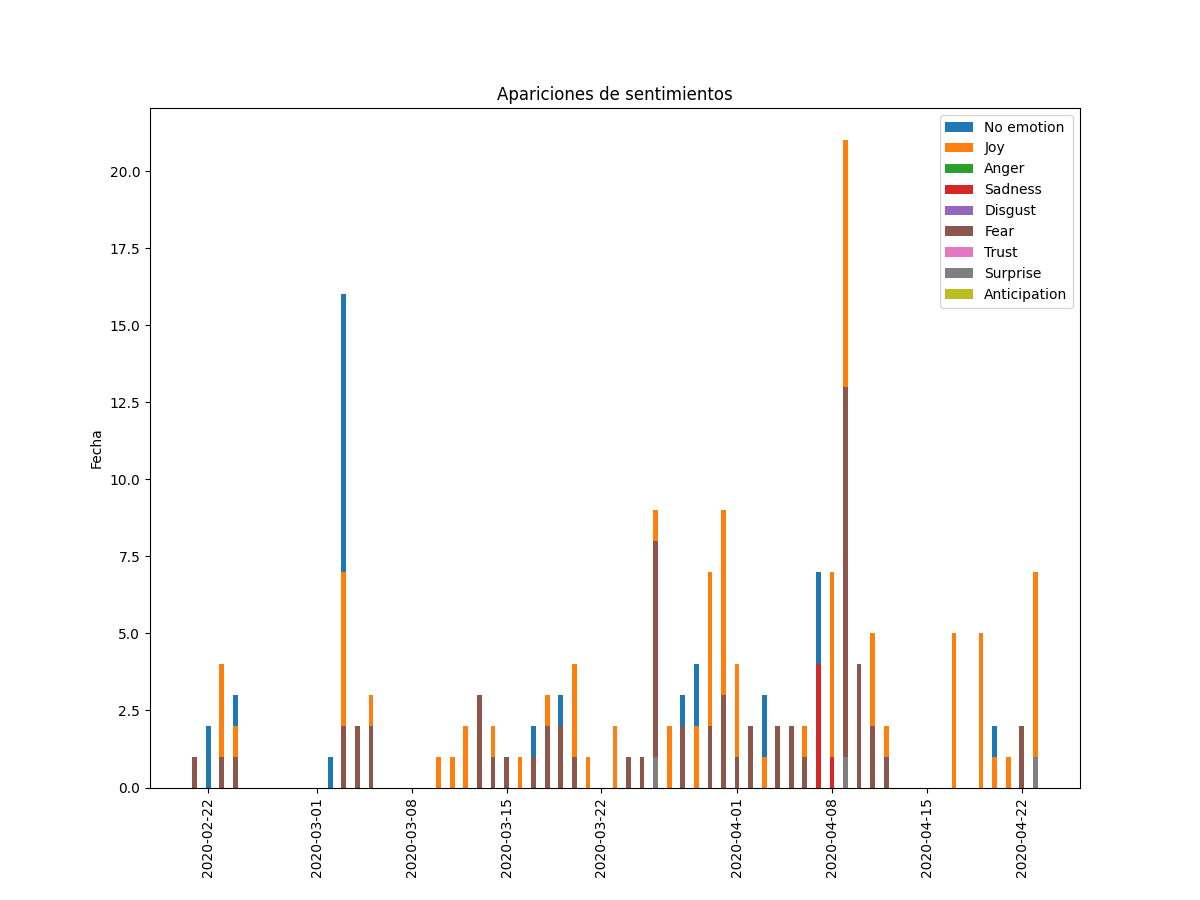 Apariciones de sentimientos
No emotion
Joy
Anger
Sadness
Disgust
Fear
Trust
Surprise
Anticipation
20.0
17.5
15.0
12.5
10.0
7.5
5.0
2.5
0.0
Fecha
2020-02-22
2020-03-01
2020-03-08
2020-03-15
2020-03-22
2020-04-01
2020-04-08
2020-04-15
2020-04-22